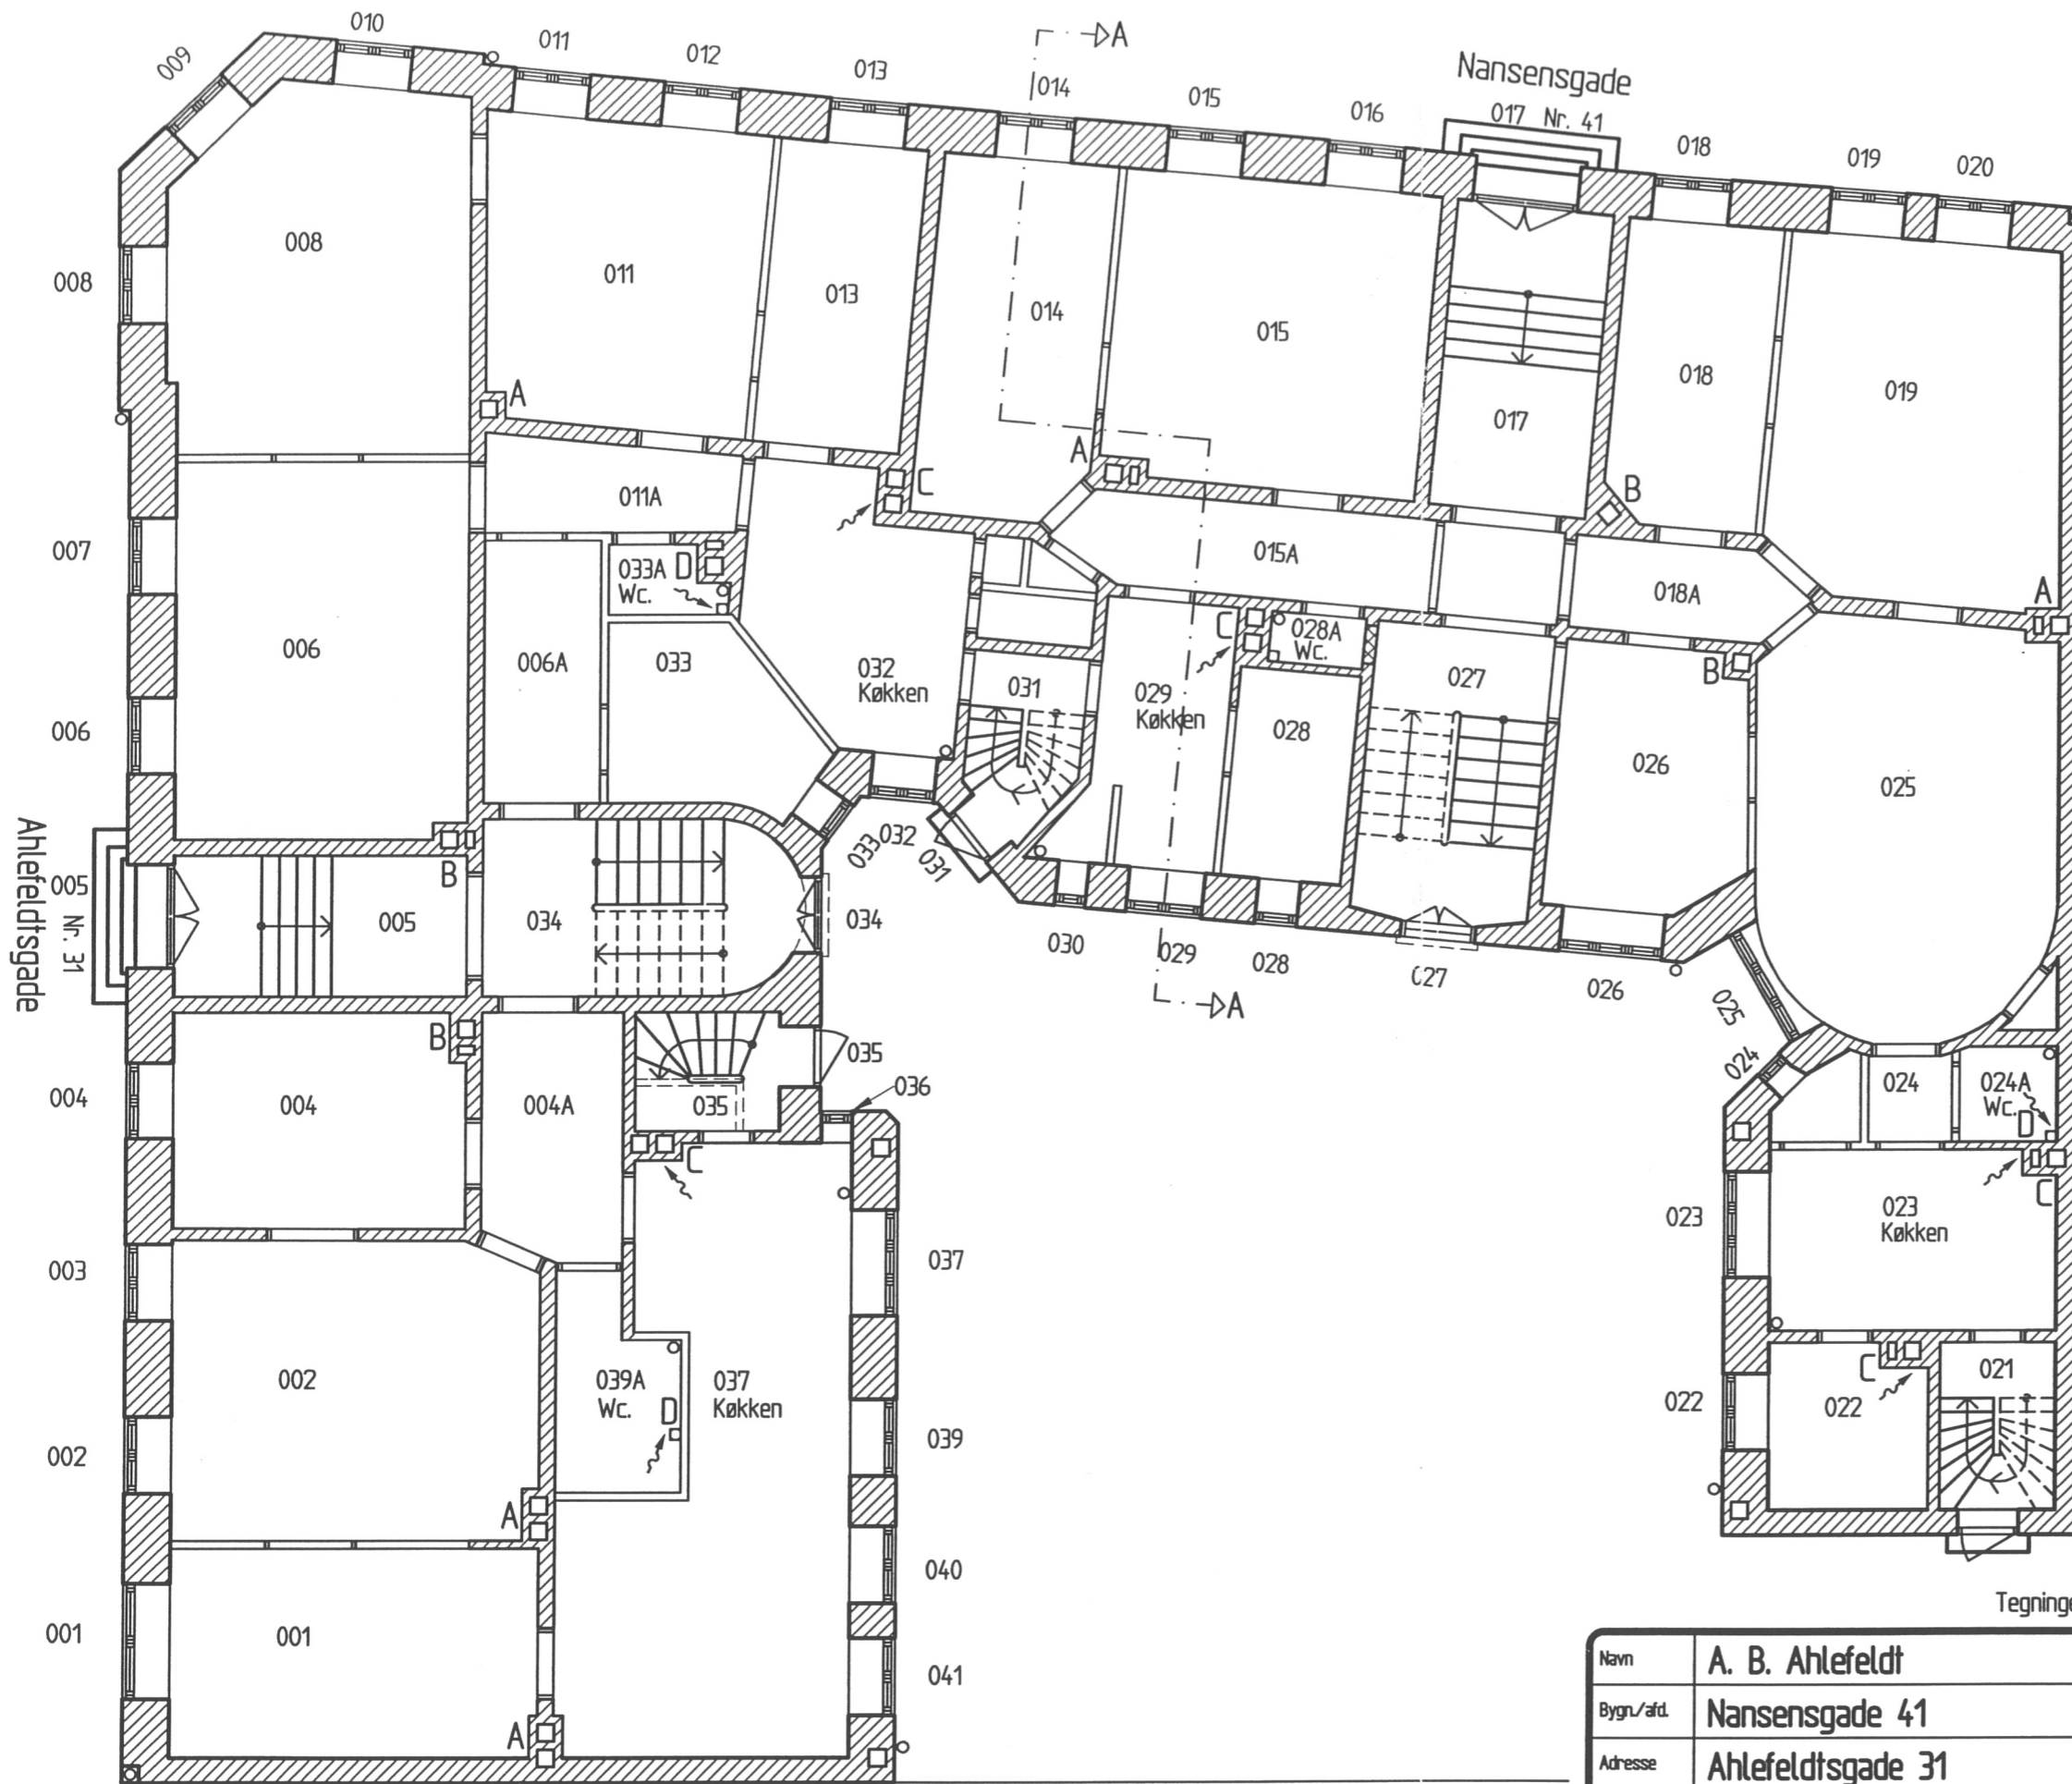 009
010
011
012
013
014
A
015
016
Nansensgade
017 Nr. 41
018
019
020
008
008
011
013
014
015
017
018
019
A
C
A
B
A
007
006
011A
033A
Wc.
D
006A
033
032
Køkken
015A
018A
C
028A
Wc.
B
006
031
029
Køkken
028
027
026
025
Ahlefeldtsgade
005
Nr. 31
B
005
034
034
033
032
031
030
029
028
027
026
A
025
024
B
004
004
004A
035
035
036
C
024
024A
Wc.
D
C
003
002
002
A
039A
Wc.
D
037
Køkken
037
039
023
023
Køkken
022
022
C
021
001
001
A
040
041
Tegninge
Navn A. B. Ahlefeldt
Bygn./afd. Nansensgade 41
Adresse Ahlefeldtsgade 31